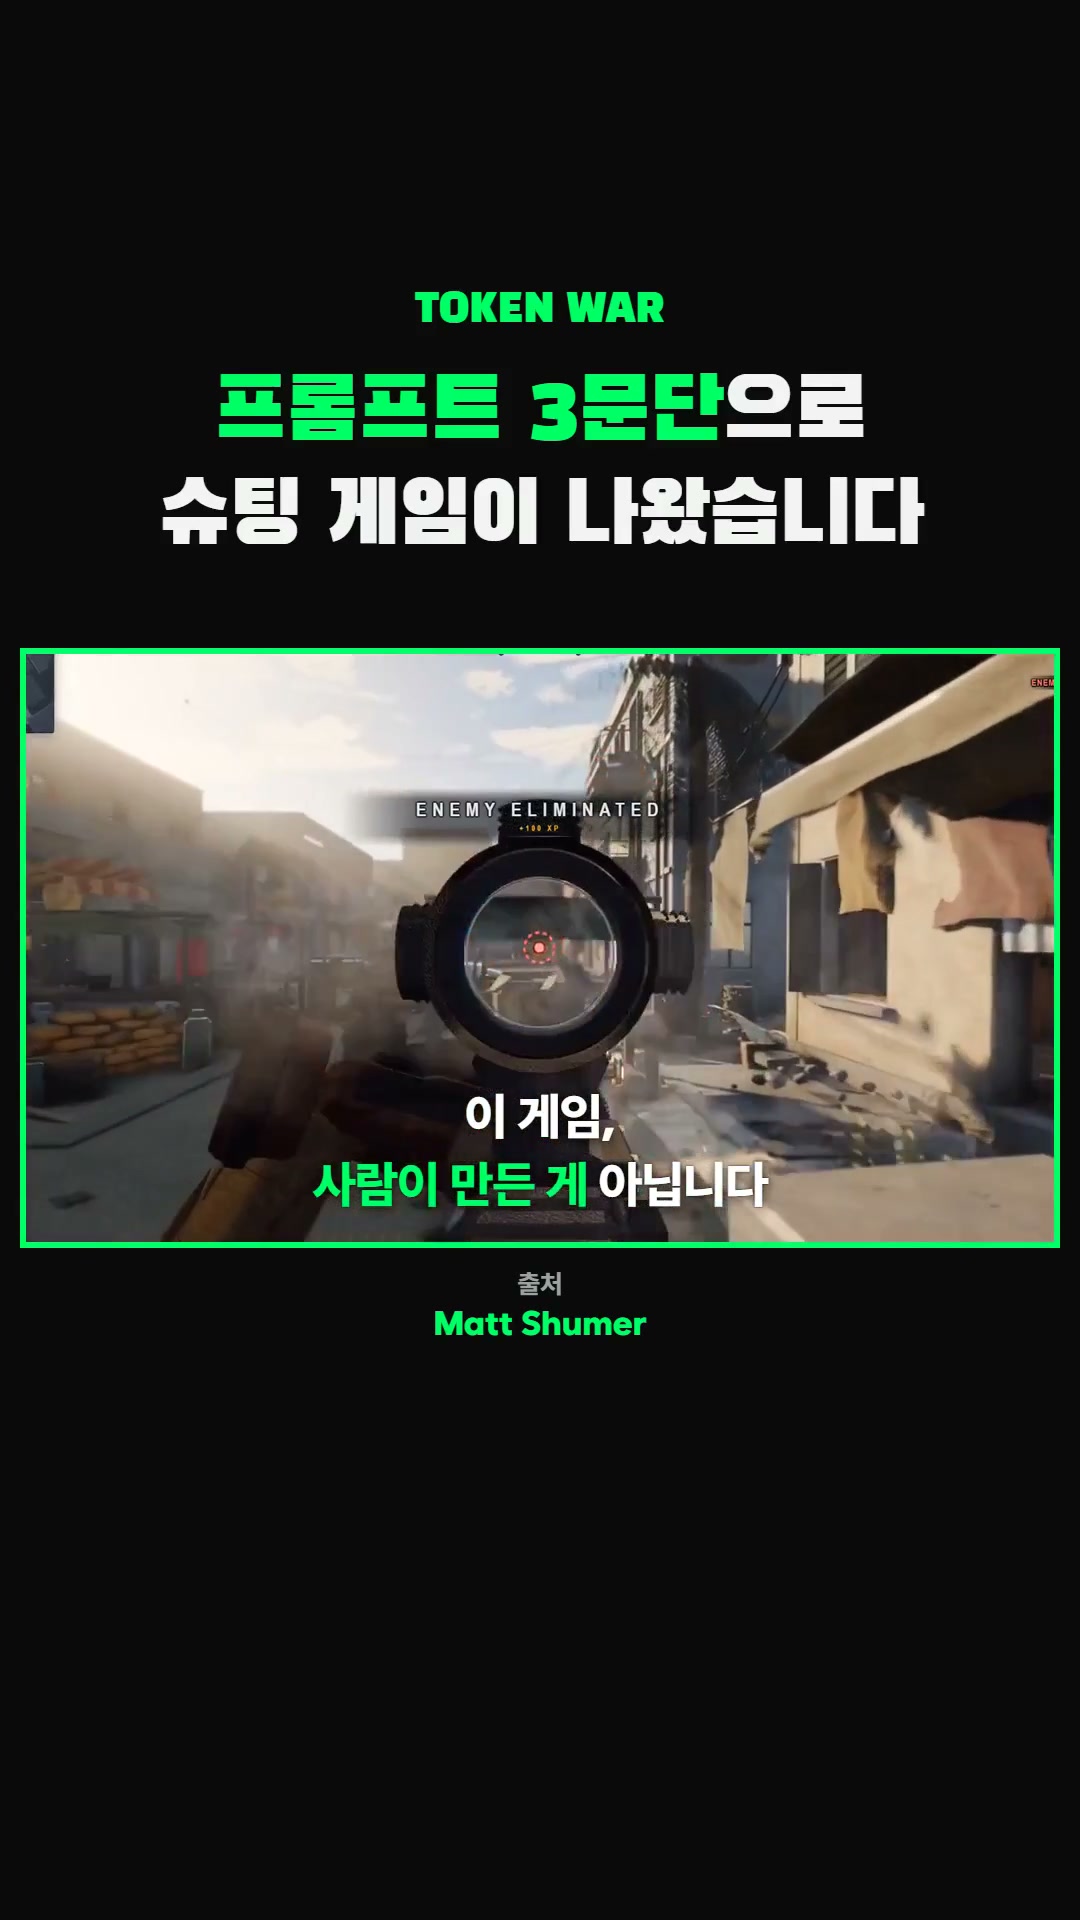 TOKEN WAR
프롬프트 3문단으로
슈팅 게임이 나왔습니다
ENEM
ENEMY ELIMINATED
+100 XP
이 게임,
사람이 만든 게 아닙니다
출처
Matt Shumer